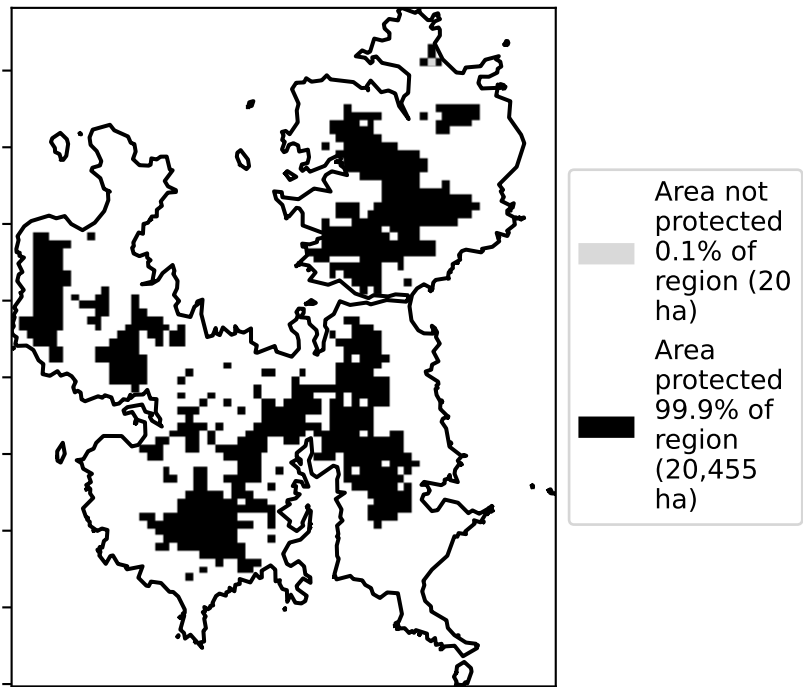 Area not
protected
0.1% of
region (20
ha)
Area
protected
99.9% of
region
(20,455
ha)